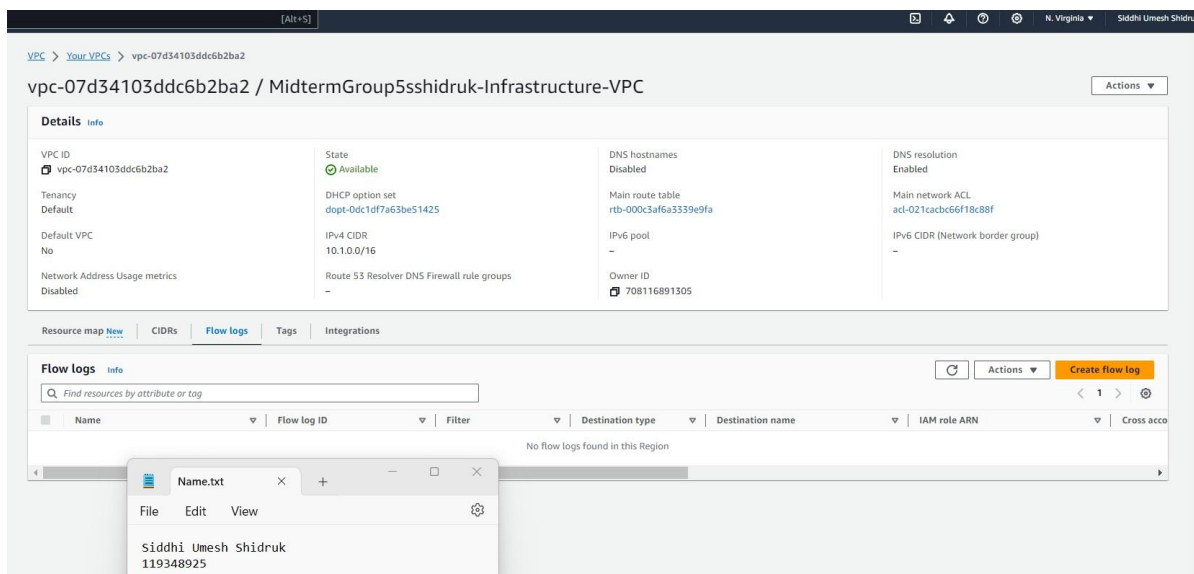 [Alt+S] N. Virginia Siddhi Umesh Shidru
VPC > Your VPCs > vpc-07d34103ddc6b2ba2
vpc-07d34103ddc6b2ba2 / MidtermGroup5sshidruk-Infrastructure-VPC Actions
Details Info
VPC ID State DNS hostnames DNS resolution
vpc-07d34103ddc6b2ba2 Available Disabled Enabled
Tenancy DHCP option set Main route table Main network ACL
Default dopt-0dc1df7a63be51425 rtb-000c3af6a3339e9fa acl-021cacbc66f18c88f
Default VPC IPv4 CIDR IPv6 pool IPv6 CIDR (Network border group)
No 10.1.0.0/16 – –
Network Address Usage metrics Route 53 Resolver DNS Firewall rule groups Owner ID
Disabled – 708116891305
Resource map New CIDRs Flow logs Tags Integrations
Flow logs Info Actions Create flow log
Find resources by attribute or tag 1
Name Flow log ID Filter Destination type Destination name IAM role ARN Cross acco
No flow logs found in this Region
Name.txt
File Edit View
Siddhi Umesh Shidruk
119348925